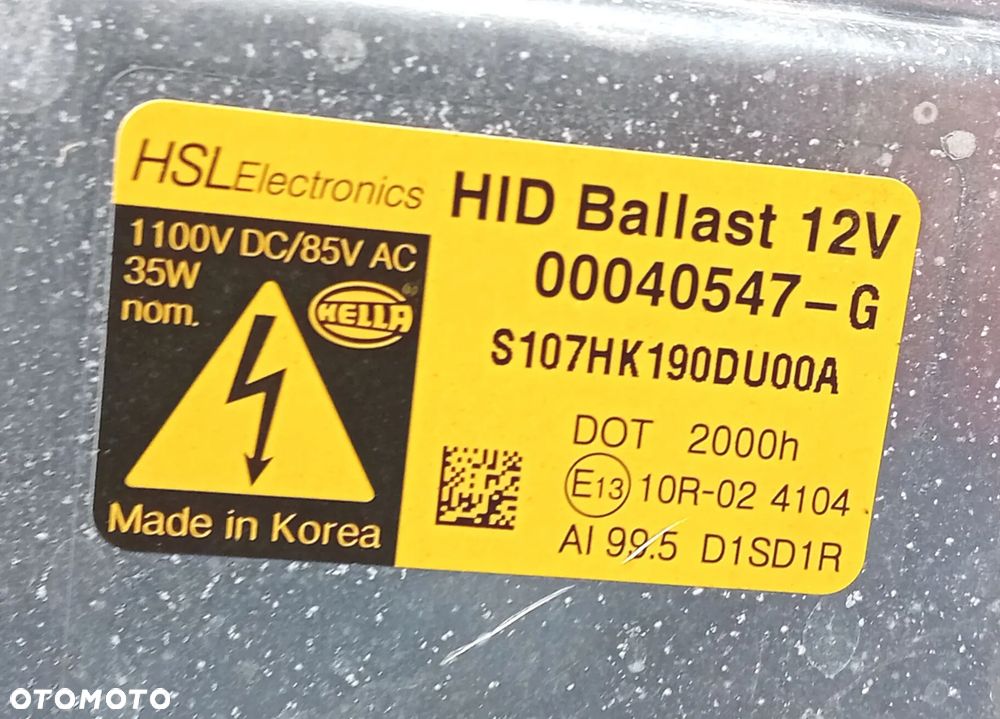 HSLElectronics
HID Ballast 12V
00040547-G
S107HK190DU00A
1100V DC/85V AC
35W
nom.
HELLA
Made in Korea
DOT 2000h
E13 10R-02 4104
AI 99.5 D1SD1R
OTOMOTO